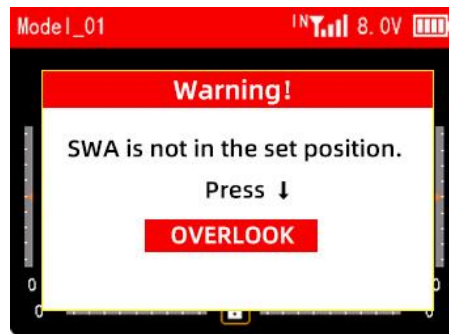 Model_01 IN 8.0V
Warning!
SWA is not in the set position.
Press ↓
OVERLOOK
0 0
0 0